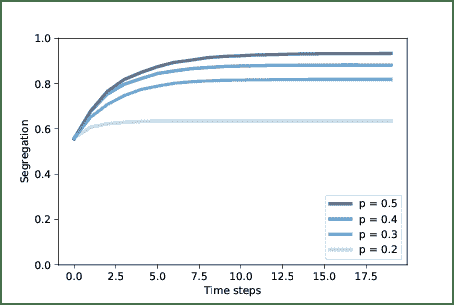 1.0
0.8
0.6
0.4
0.2
0.0
Segregation
0.0 2.5 5.0 7.5 10.0 12.5 15.0 17.5
Time steps
p = 0.5
p = 0.4
p = 0.3
p = 0.2